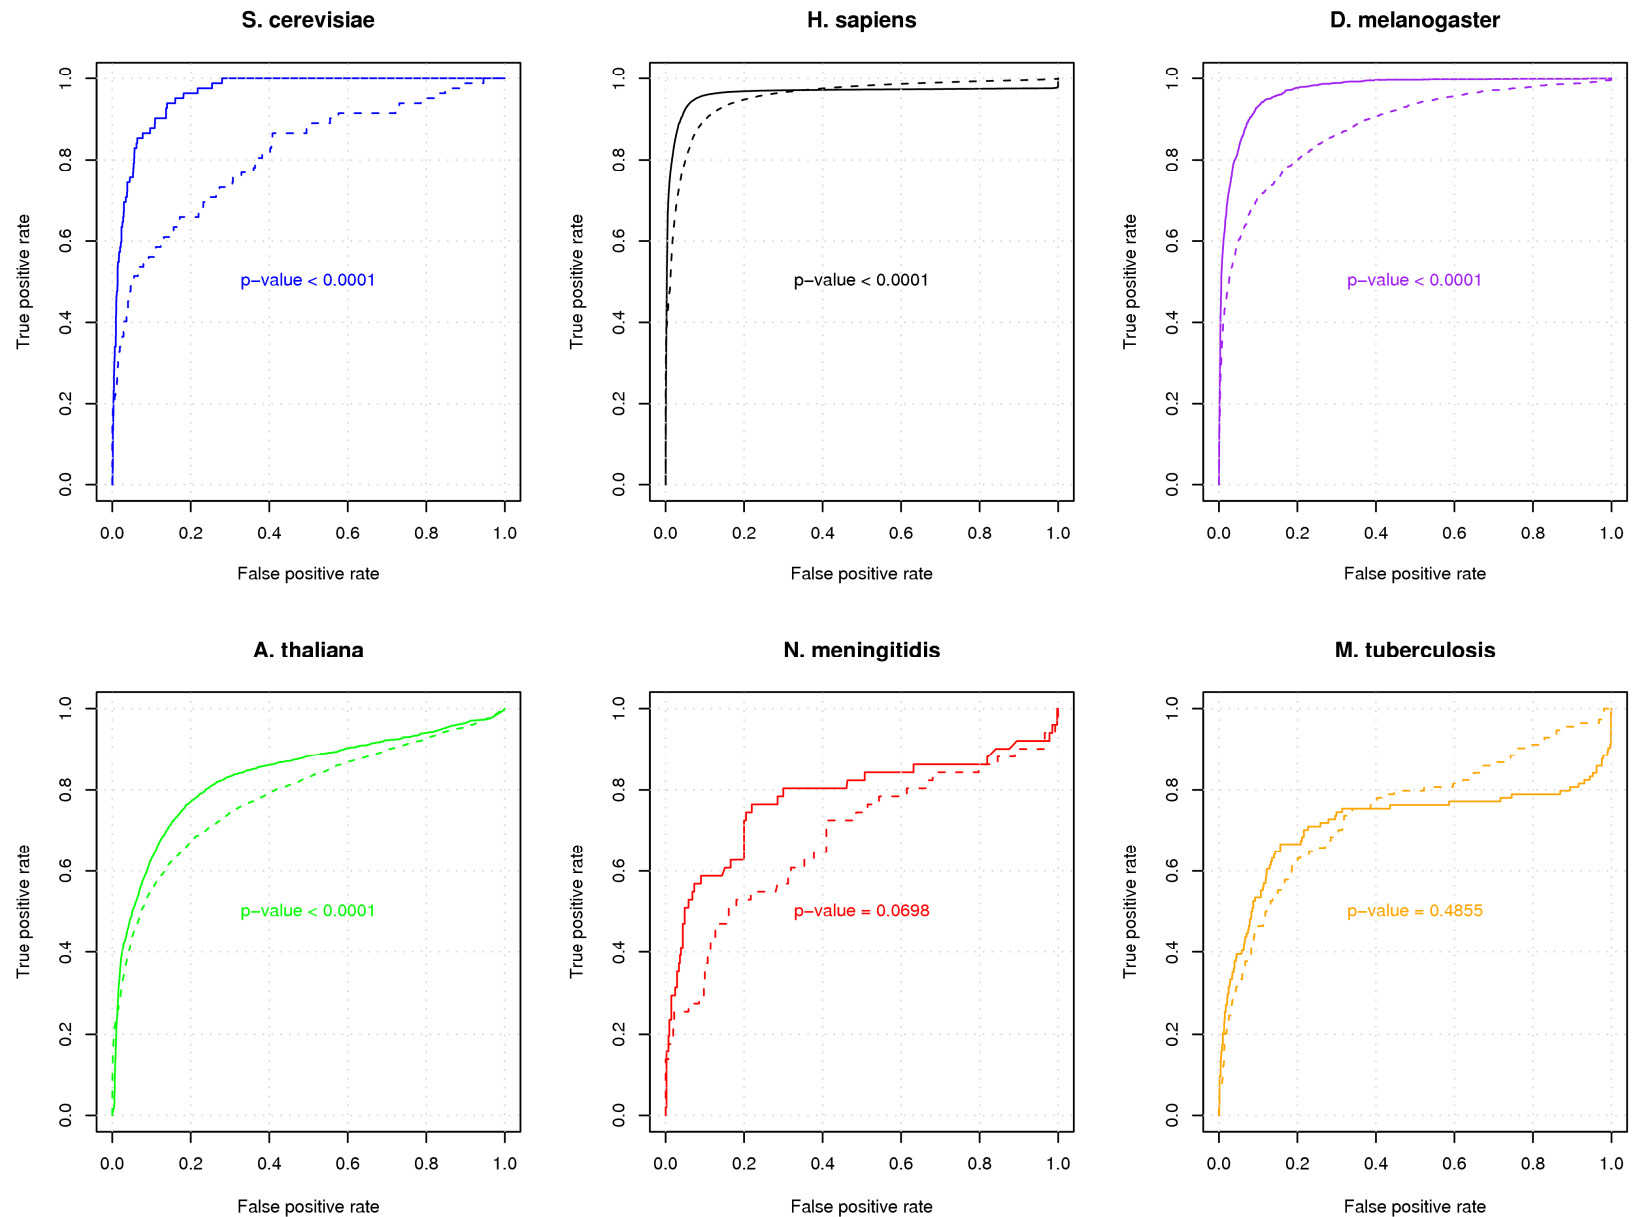 S. cerevisiae
True positive rate
0.0 0.2 0.4 0.6 0.8 1.0
p−value < 0.0001
0.0 0.2 0.4 0.6 0.8 1.0
False positive rate
H. sapiens
True positive rate
0.0 0.2 0.4 0.6 0.8 1.0
p−value < 0.0001
0.0 0.2 0.4 0.6 0.8 1.0
False positive rate
D. melanogaster
True positive rate
0.0 0.2 0.4 0.6 0.8 1.0
p−value < 0.0001
0.0 0.2 0.4 0.6 0.8 1.0
False positive rate
A. thaliana
True positive rate
0.0 0.2 0.4 0.6 0.8 1.0
p−value < 0.0001
0.0 0.2 0.4 0.6 0.8 1.0
False positive rate
N. meningitidis
True positive rate
0.0 0.2 0.4 0.6 0.8 1.0
p−value = 0.0698
0.0 0.2 0.4 0.6 0.8 1.0
False positive rate
M. tuberculosis
True positive rate
0.0 0.2 0.4 0.6 0.8 1.0
p−value = 0.4855
0.0 0.2 0.4 0.6 0.8 1.0
False positive rate